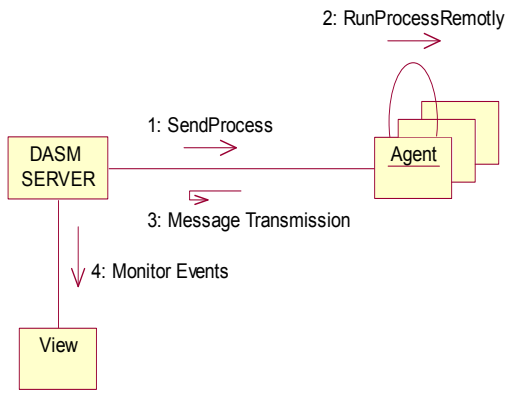 2: RunProcessRemotly
1: SendProcess
DASM
SERVER
Agent
3: Message Transmission
4: Monitor Events
View